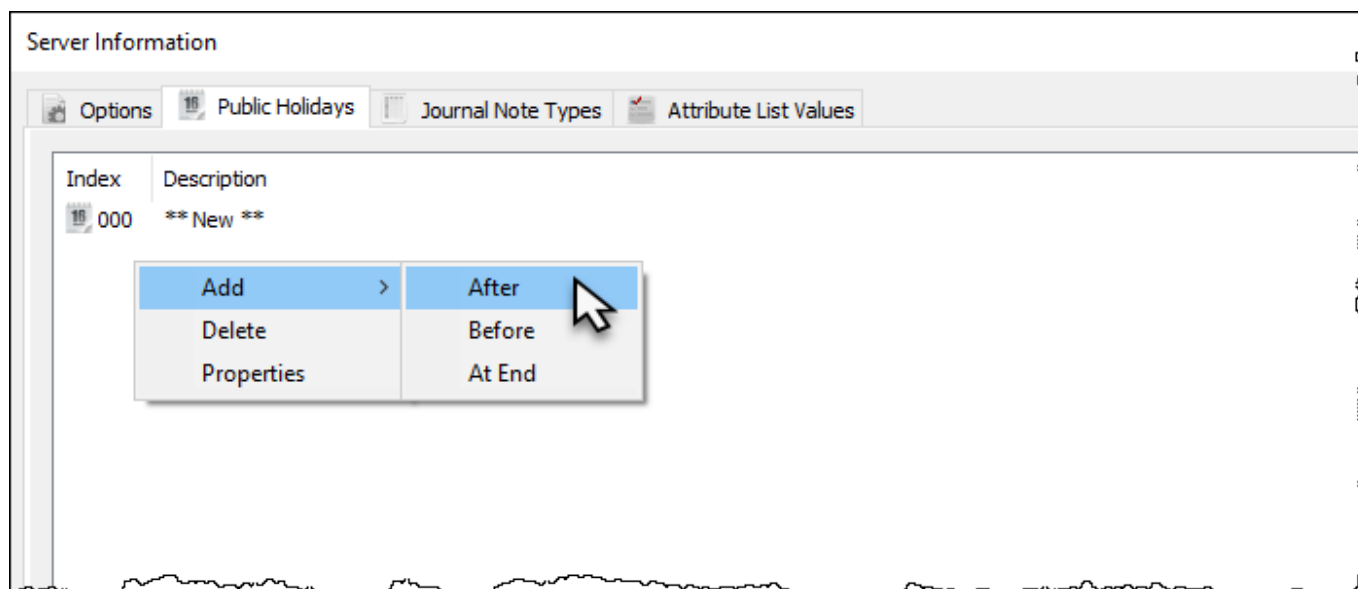 Server Information
Options Public Holidays Journal Note Types Attribute List Values
Index Description
16 000 ** New **
Add > After
Delete Before
Properties At End